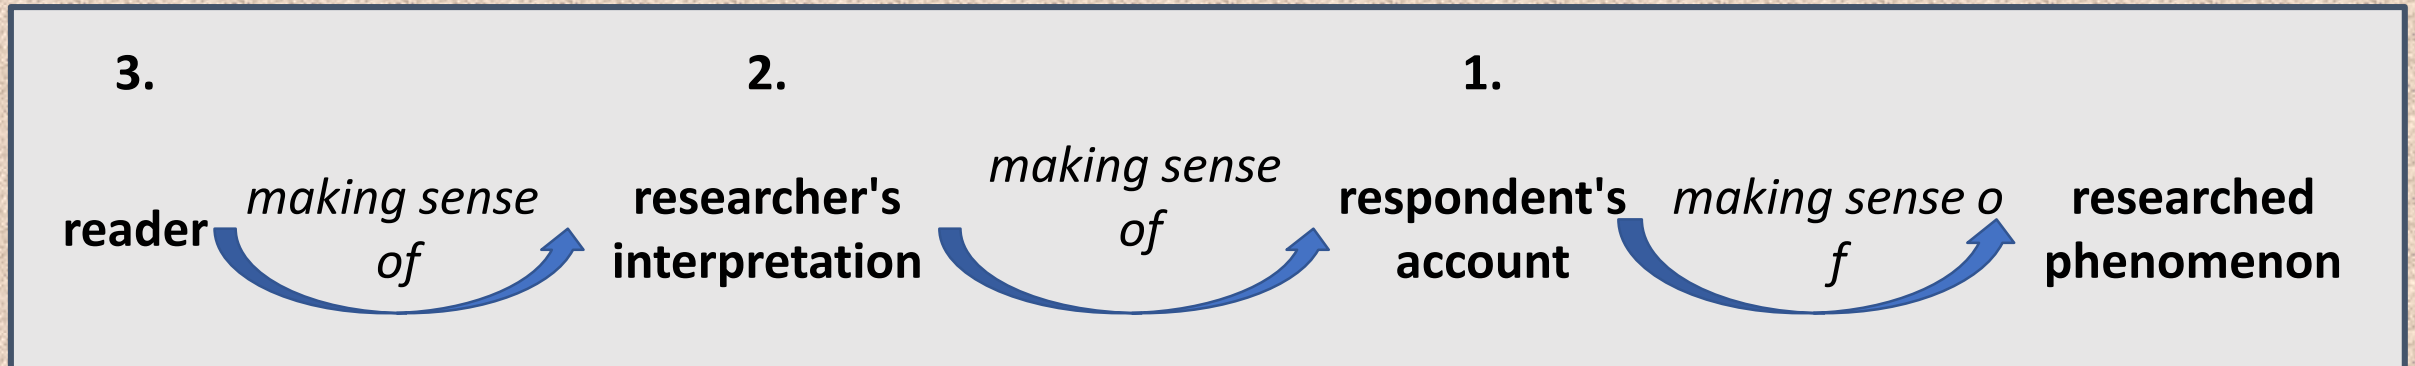 3.
2.
1.
reader
making sense
of
researcher's
interpretation
making sense
of
respondent's
account
making sense o
f
researched
phenomenon